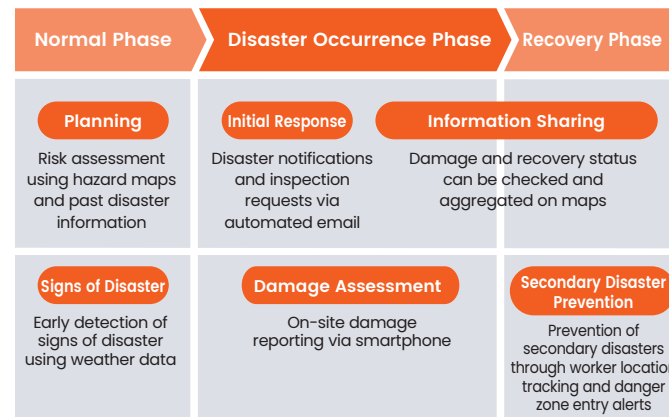 Normal Phase
Disaster Occurrence Phase
Recovery Phase
Planning
Risk assessment
using hazard maps
and past disaster
information
Initial Response
Disaster notifications
and inspection
requests via
automated email
Information Sharing
Damage and recovery status
can be checked and
aggregated on maps
Signs of Disaster
Early detection of
signs of disaster
using weather data
Damage Assessment
On-site damage
reporting via smartphone
Secondary Disaster
Prevention
Prevention of
secondary disasters
through worker location
tracking and danger
zone entry alerts